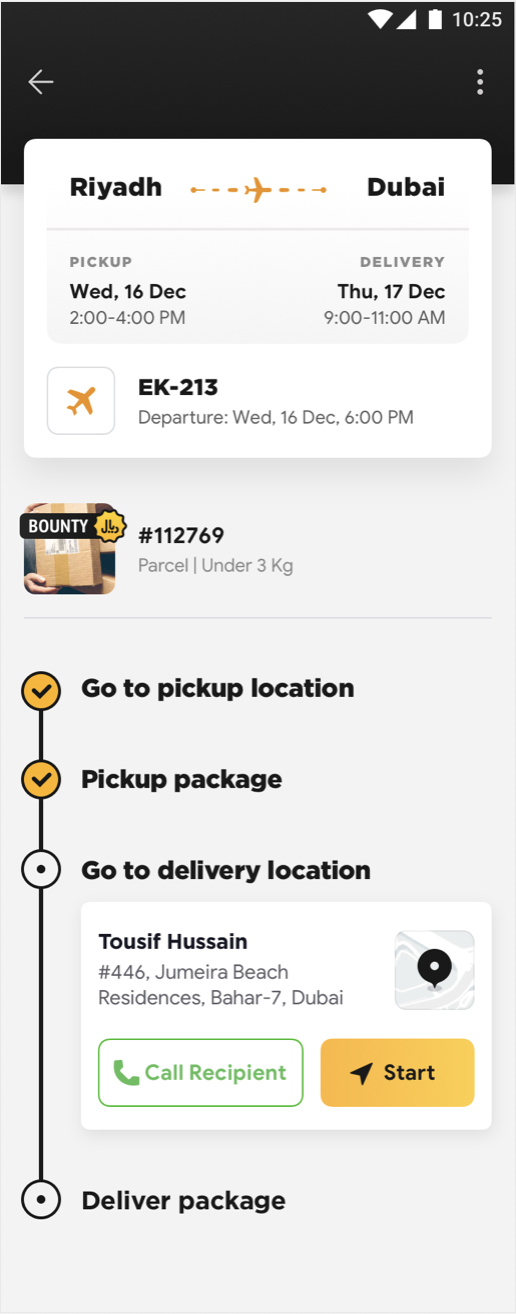 10:25
Riyadh Dubai
PICKUP DELIVERY
Wed, 16 Dec Thu, 17 Dec
2:00-4:00 PM 9:00-11:00 AM
EK-213
Departure: Wed, 16 Dec, 6:00 PM
BOUNTY ﷼
#112769
Parcel | Under 3 Kg
Go to pickup location
Pickup package
Go to delivery location
Tousif Hussain
#446, Jumeira Beach
Residences, Bahar-7, Dubai
Call Recipient Start
Deliver package